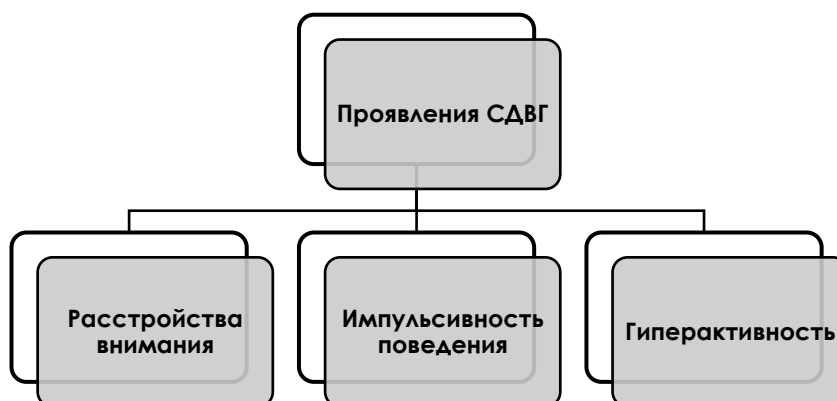 Проявления СДВГ
Расстройства
внимания
Импульсивность
поведения
Гиперактивность